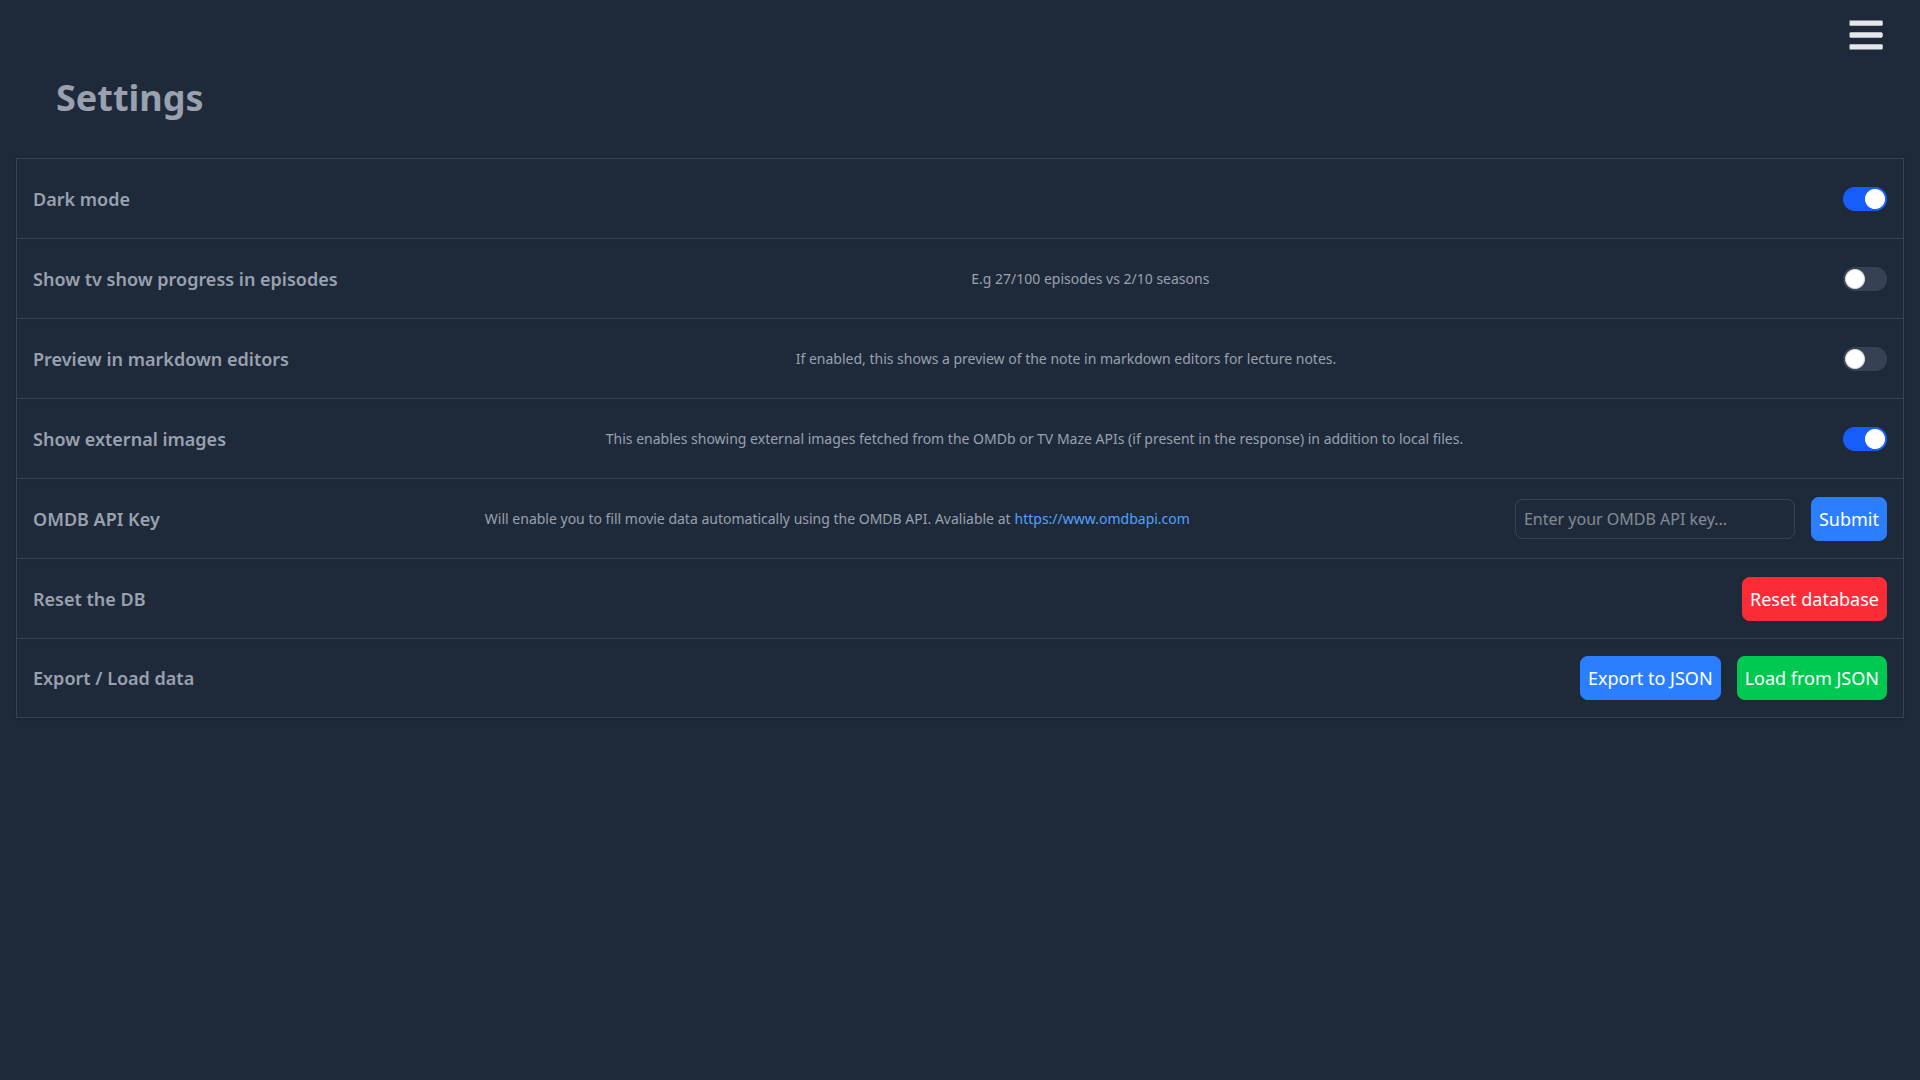 Settings
Dark mode
Show tv show progress in episodes
E.g 27/100 episodes vs 2/10 seasons
Preview in markdown editors
If enabled, this shows a preview of the note in markdown editors for lecture notes.
Show external images
This enables showing external images fetched from the OMDb or TV Maze APIs (if present in the response) in addition to local files.
OMDB API Key
Will enable you to fill movie data automatically using the OMDB API. Avaliable at https://www.omdbapi.com
Enter your OMDB API key...
Submit
Reset the DB
Reset database
Export / Load data
Export to JSON
Load from JSON